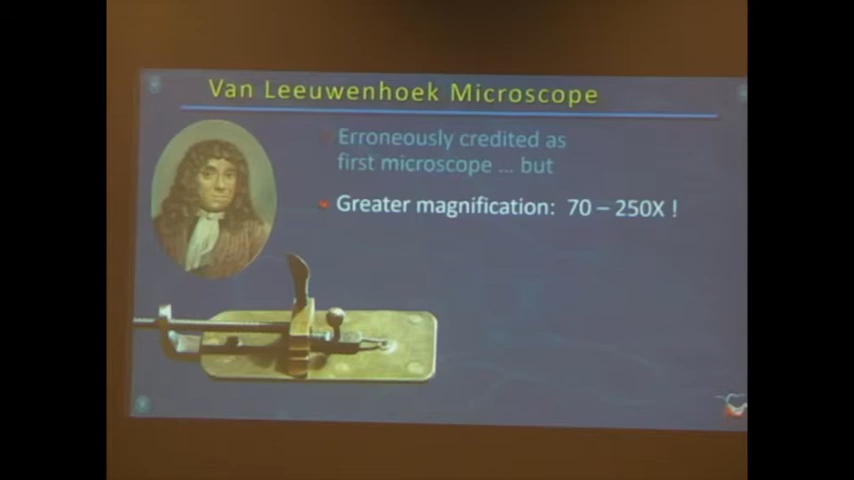 Van Leeuwenhoek Microscope
Erroneously credited as
first microscope ... but
Greater magnification: 70 – 250X !